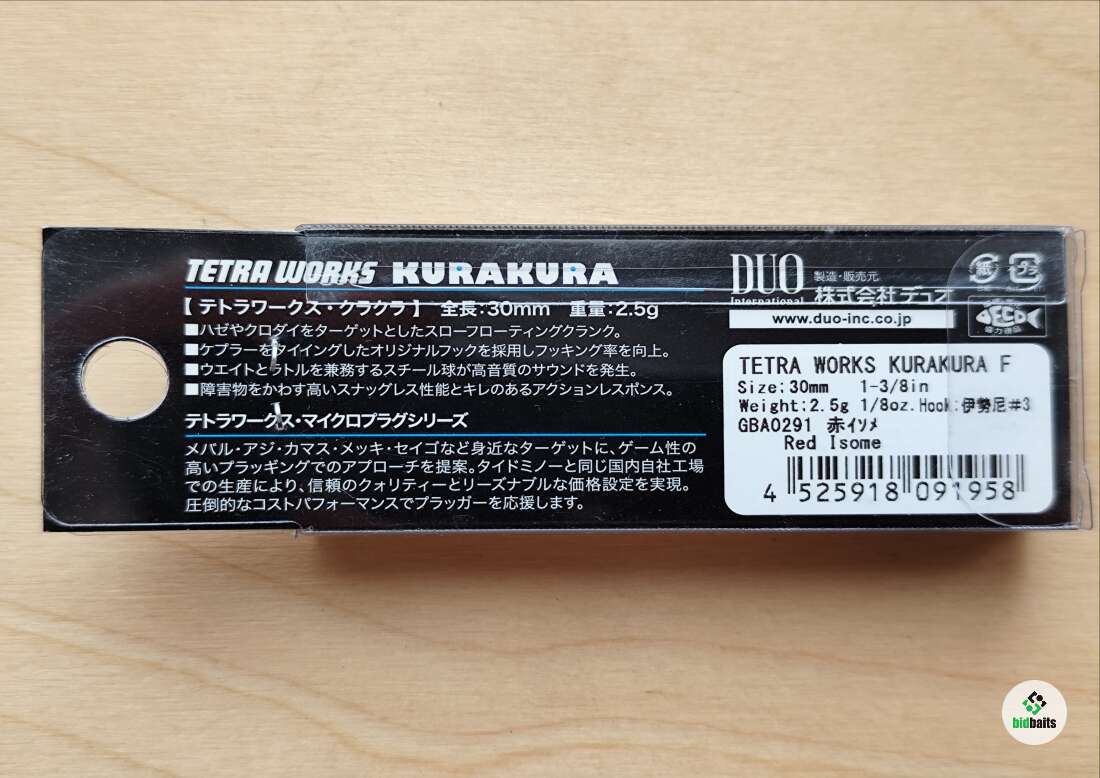 TETRA WORKS KURAKURA
【 テトラワークス・クラクラ 】 全長:30mm 重量:2.5g
■ハゼやクロダイをターゲットとしたスローフローティングクランク。
■ケブラーをタイイングしたオリジナルフックを採用しフッキング率を向上。
■ウエイトとラトルを兼務するスチール球が高音質のサウンドを発生。
■障害物をかわす高いスナッグレス性能とキレのあるアクションレスポンス。
テトラワークス・マイクロプラグシリーズ
メバル・アジ・カマス・メッキ・セイゴなど身近なターゲットに、ゲーム性の
高いプラッギングでのアプローチを提案。タイドミノーと同じ国内自社工場
での生産により、信頼のクォリティーとリーズナブルな価格設定を実現。
圧倒的なコストパフォーマンスでプラッガーを応援します。
DUO
International
製造・販売元
株式会社デュオ
www.duo-inc.co.jp
紙
プラ
ECO
協力商品
TETRA WORKS KURAKURA F
Size:30mm 1-3/8in
Weight:2.5g 1/8oz. Hook:伊勢尼#3
GBA0291 赤イソメ
Red Isome
4 525918 091958
bidbaits